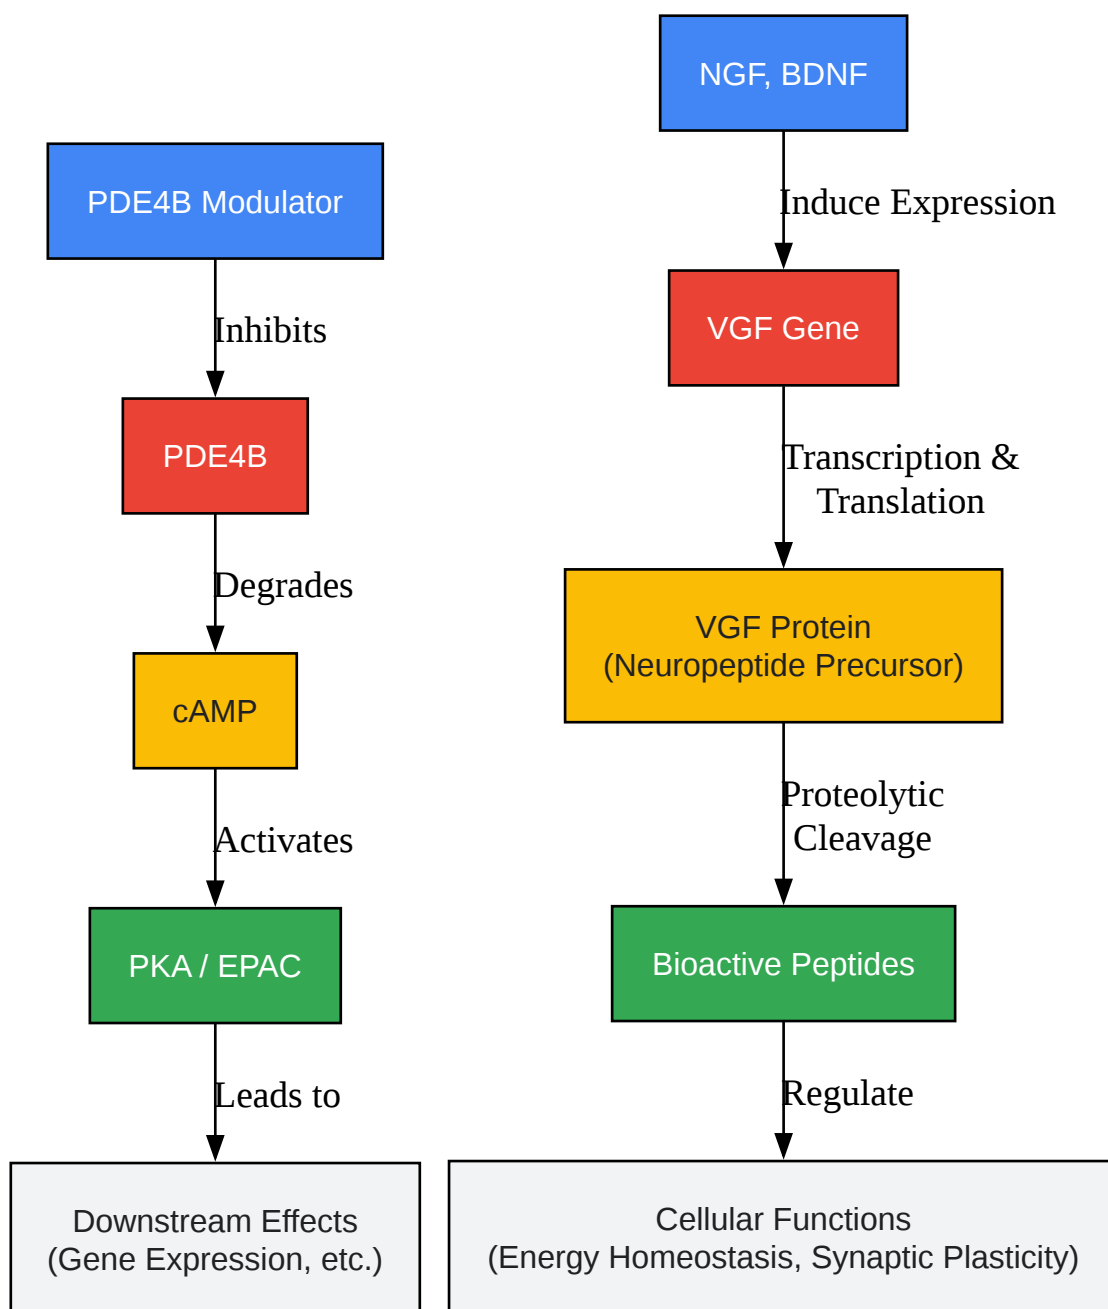 PDE4B Modulator
Inhibits
PDE4B
Degrades
cAMP
Activates
PKA / EPAC
Leads to
Downstream Effects
(Gene Expression, etc.)
NGF, BDNF
Induce Expression
VGF Gene
Transcription &
Translation
VGF Protein
(Neuropeptide Precursor)
Proteolytic
Cleavage
Bioactive Peptides
Regulate
Cellular Functions
(Energy Homeostasis, Synaptic Plasticity)